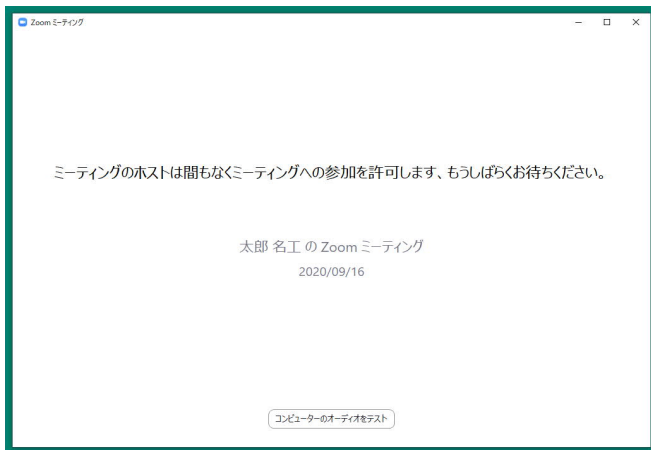 Zoom ミーティング
ミーティングのホストは間もなくミーティングへの参加を許可します、もうしばらくお待ちください。
太郎 名工 の Zoom ミーティング
2020/09/16
コンピューターのオーディオをテスト